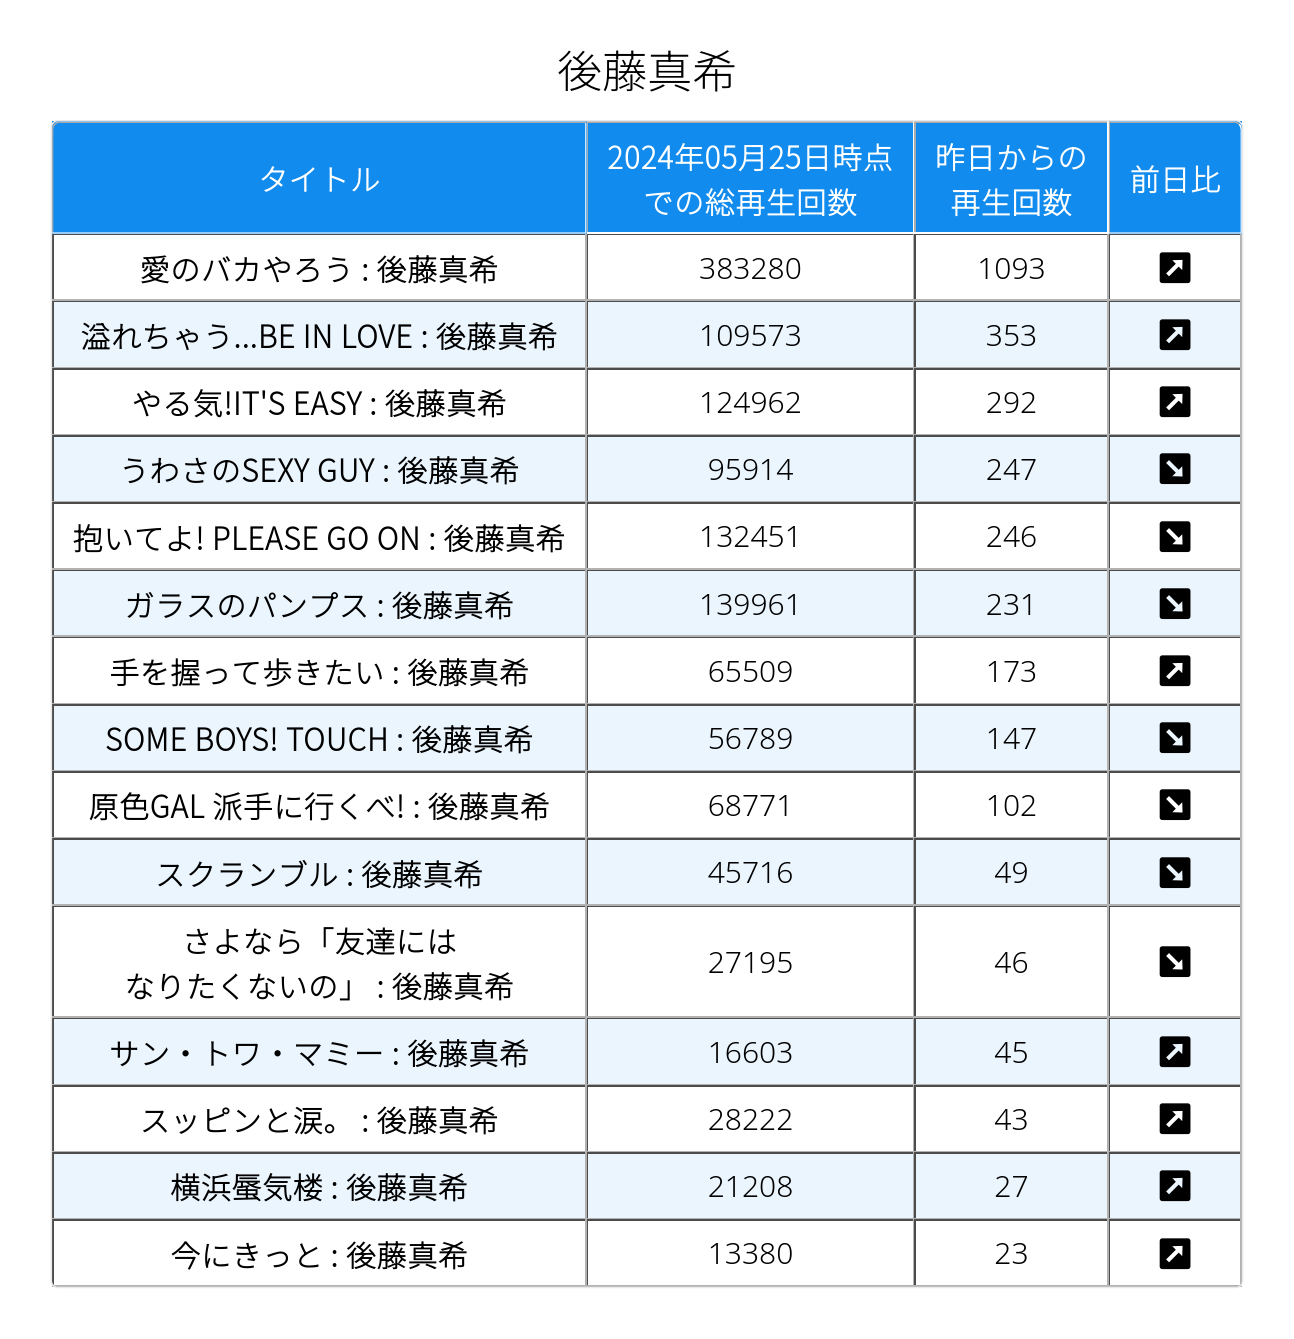 後藤真希
タイトル
2024年05月25日時点
での総再生回数
昨日からの
再生回数
前日比
愛のバカやろう : 後藤真希 383280 1093
溢れちゃう...BE IN LOVE : 後藤真希 109573 353
やる気!IT'S EASY : 後藤真希 124962 292
うわさのSEXY GUY : 後藤真希 95914 247
抱いてよ! PLEASE GO ON : 後藤真希 132451 246
ガラスのパンプス : 後藤真希 139961 231
手を握って歩きたい : 後藤真希 65509 173
SOME BOYS! TOUCH : 後藤真希 56789 147
原色GAL 派手に行くべ! : 後藤真希 68771 102
スクランブル : 後藤真希 45716 49
さよなら「友達には
なりたくないの」 : 後藤真希 27195 46
サン・トワ・マミー : 後藤真希 16603 45
スッピンと涙。 : 後藤真希 28222 43
横浜蜃気楼 : 後藤真希 21208 27
今にきっと : 後藤真希 13380 23